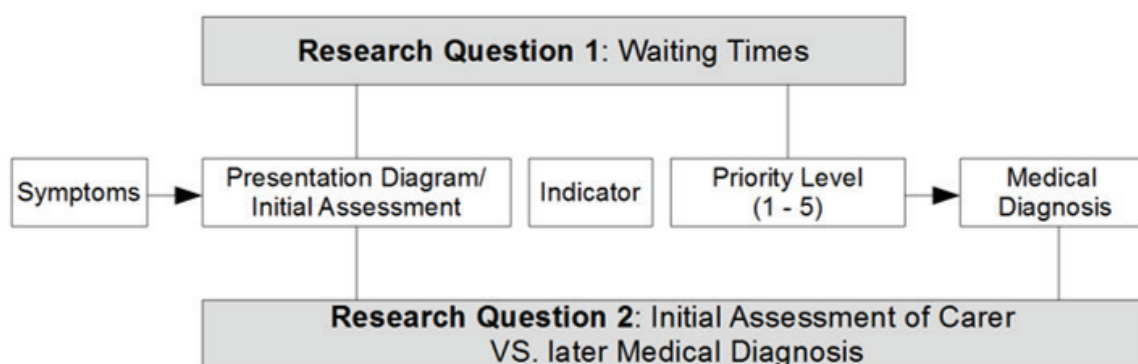 Research Question 1: Waiting Times
Symptoms
Presentation Diagram/
Initial Assessment
Indicator
Priority Level
(1 - 5)
Medical
Diagnosis
Research Question 2: Initial Assessment of Carer
VS. later Medical Diagnosis